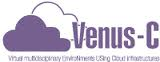 Venus-C
Virtual multidisciplinary EnviroNments USing Cloud infrastructures